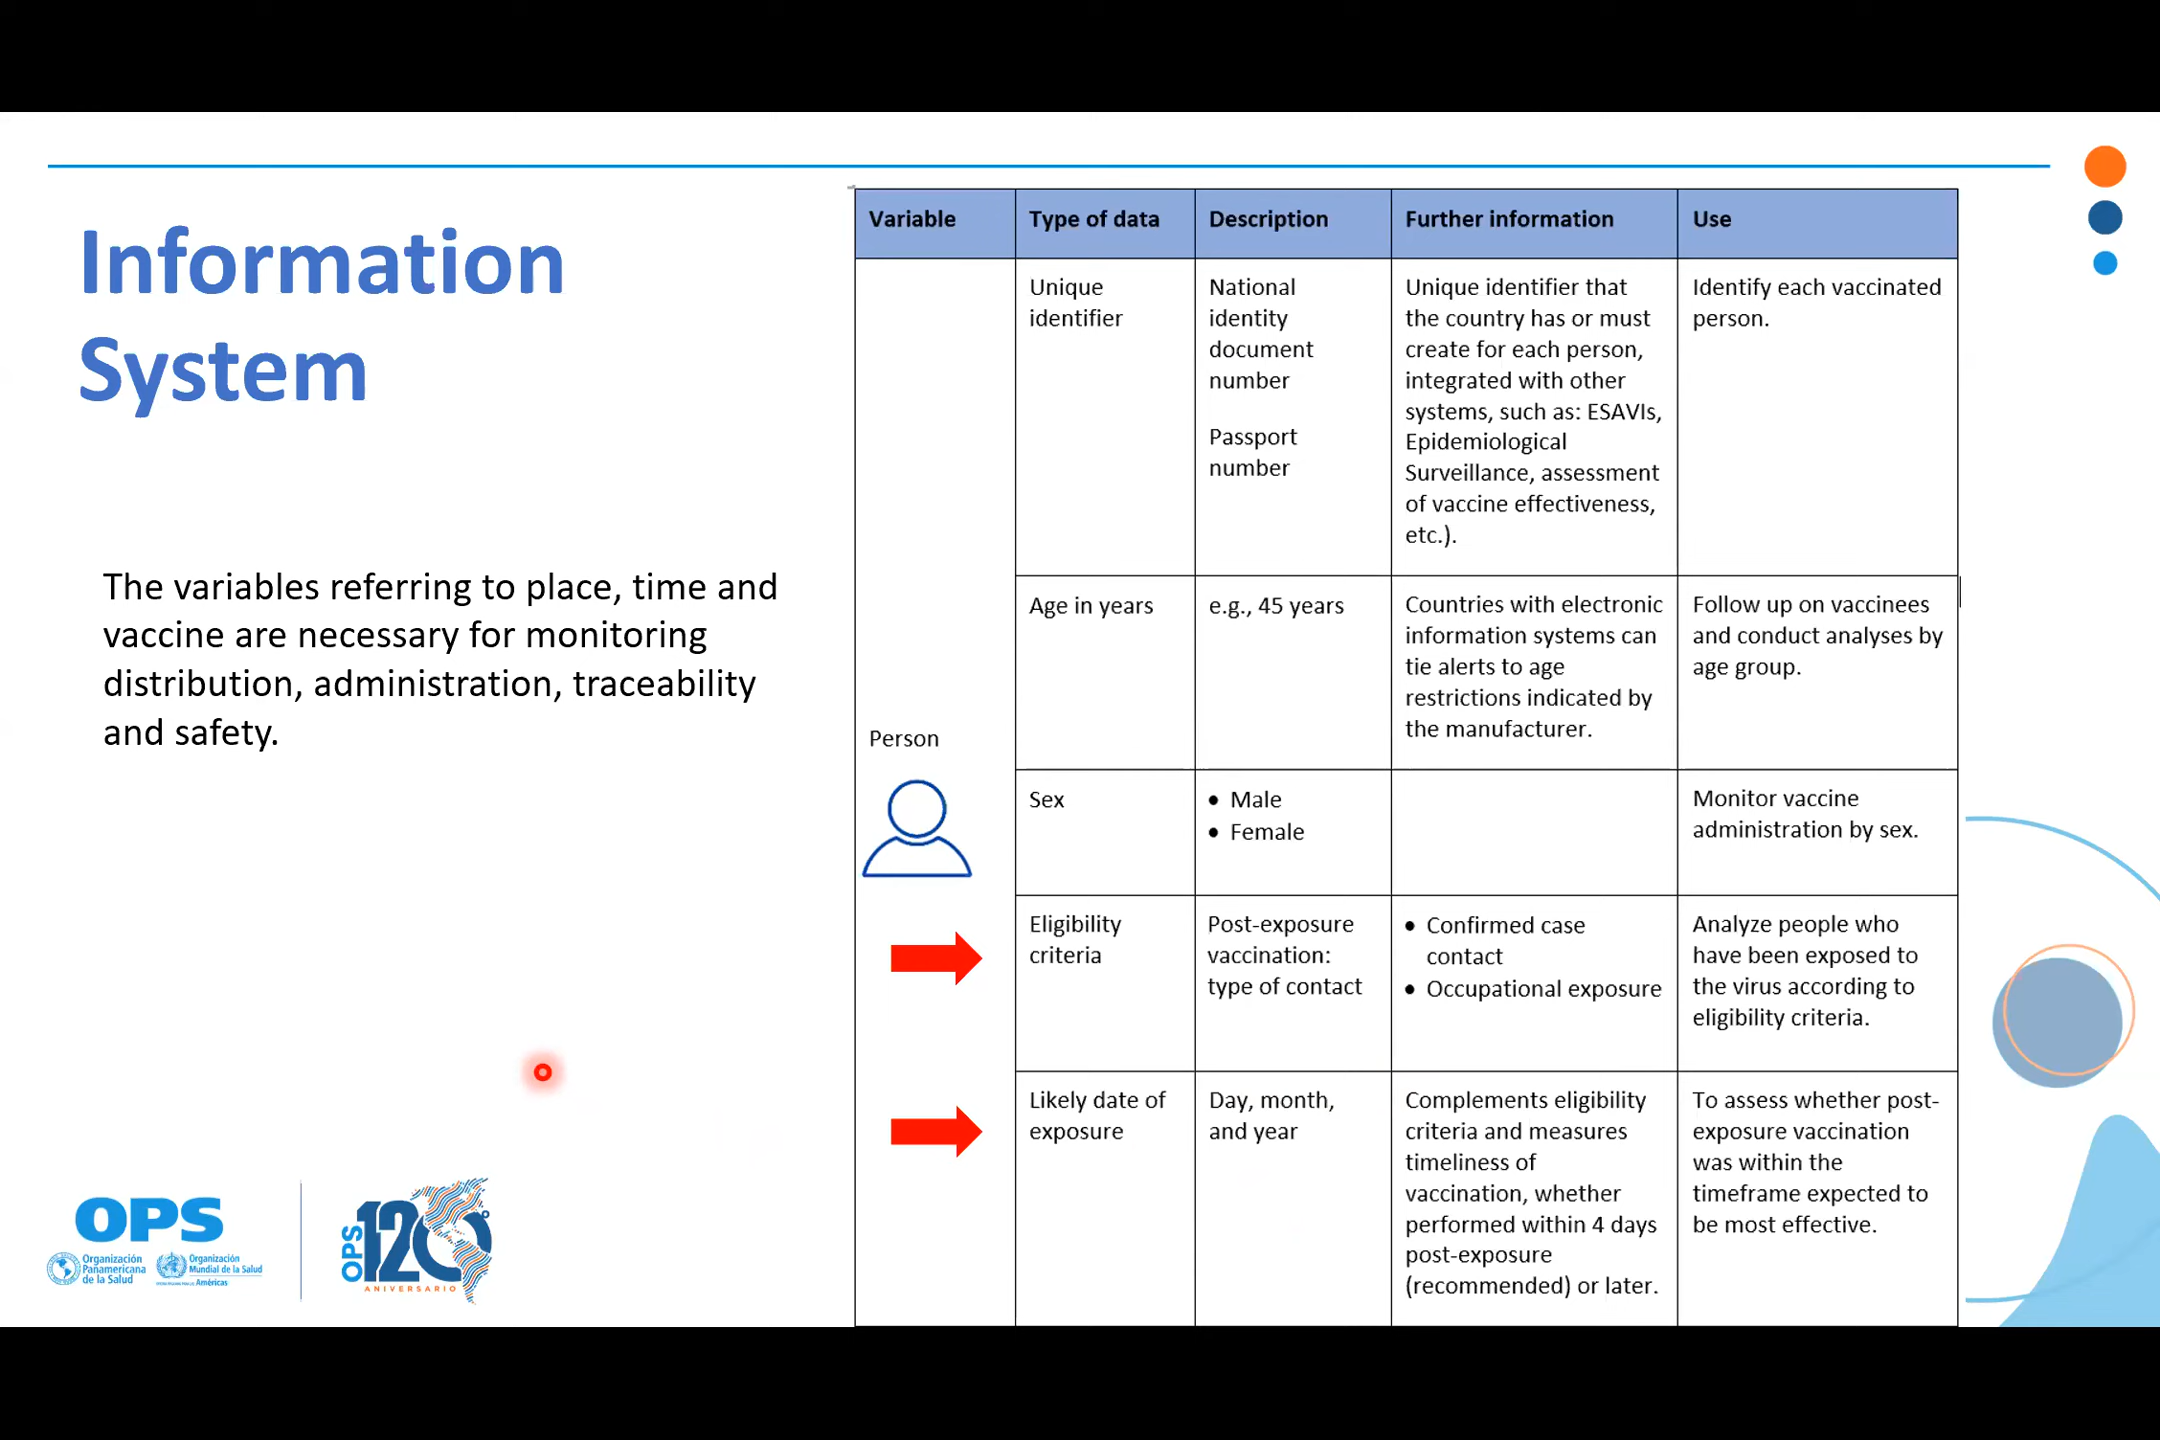 Information
System
The variables referring to place, time and
vaccine are necessary for monitoring
distribution, administration, traceability
and safety.
Variable
Type of data
Description
Further information
Use
Person
Unique
identifier
National
identity
document
number
Passport
number
Unique identifier that
the country has or must
create for each person,
integrated with other
systems, such as: ESAVIs,
Epidemiological
Surveillance, assessment
of vaccine effectiveness,
etc.).
Identify each vaccinated
person.
Age in years
e.g., 45 years
Countries with electronic
information systems can
tie alerts to age
restrictions indicated by
the manufacturer.
Follow up on vaccinees
and conduct analyses by
age group.
Sex
• Male
• Female
Monitor vaccine
administration by sex.
Eligibility
criteria
Post-exposure
vaccination:
type of contact
• Confirmed case
contact
• Occupational exposure
Analyze people who
have been exposed to
the virus according to
eligibility criteria.
Likely date of
exposure
Day, month,
and year
Complements eligibility
criteria and measures
timeliness of
vaccination, whether
performed within 4 days
post-exposure
(recommended) or later.
To assess whether post-
exposure vaccination
was within the
timeframe expected to
be most effective.
OPS
Organización
Panamericana
de la Salud
Organización
Mundial de la Salud
Américas
OPS
120
ANIVERSARIO